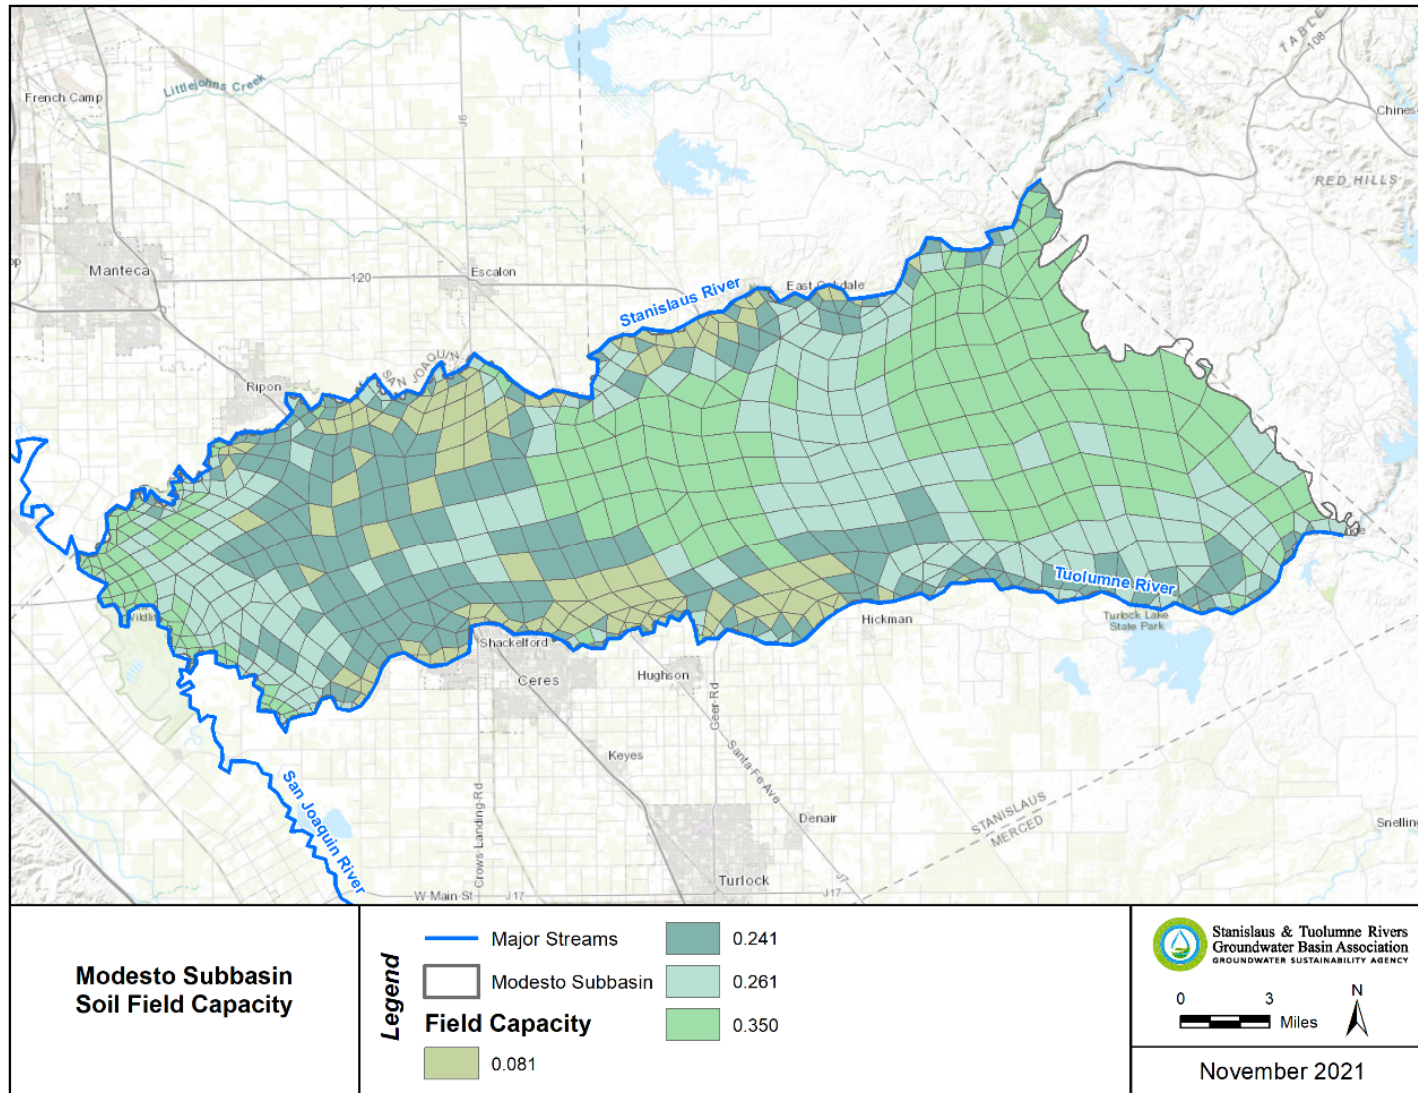 TABLE
108
Littlejohns Creek
French Camp
J6
Chinese
RED HILLS
Manteca
120
Escalon
Stanislaus River
East Oakdale
SAN JOAQUIN
Ripon
Tuolumne River
Turlock Lake
State Park
Hickman
Shackelford
Ceres
Hughson
Geer Rd
Keyes
Santa Fe Ave
San Joaquin River
Crows Landing Rd
Denair
STANISLAUS
MERCED
Snelling
W Main St
J17
Turlock
J17
J7
Modesto Subbasin
Soil Field Capacity
Legend
Major Streams
Modesto Subbasin
Field Capacity
0.081
0.241
0.261
0.350
Stanislaus & Tuolumne Rivers
Groundwater Basin Association
GROUNDWATER SUSTAINABILITY AGENCY
0 3
Miles
N
November 2021